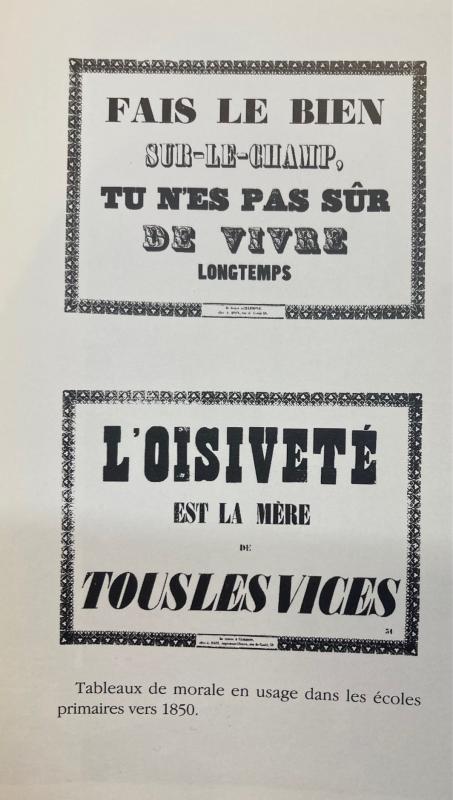 FAIS LE BIEN
SUR-LE-CHAMP,
TU N'ES PAS SÛR
DE VIVRE
LONGTEMPS
L'OISIVETÉ
EST LA MÈRE
DE
TOUS LES VICES
51
Tableaux de morale en usage dans les écoles
primaires vers 1850.